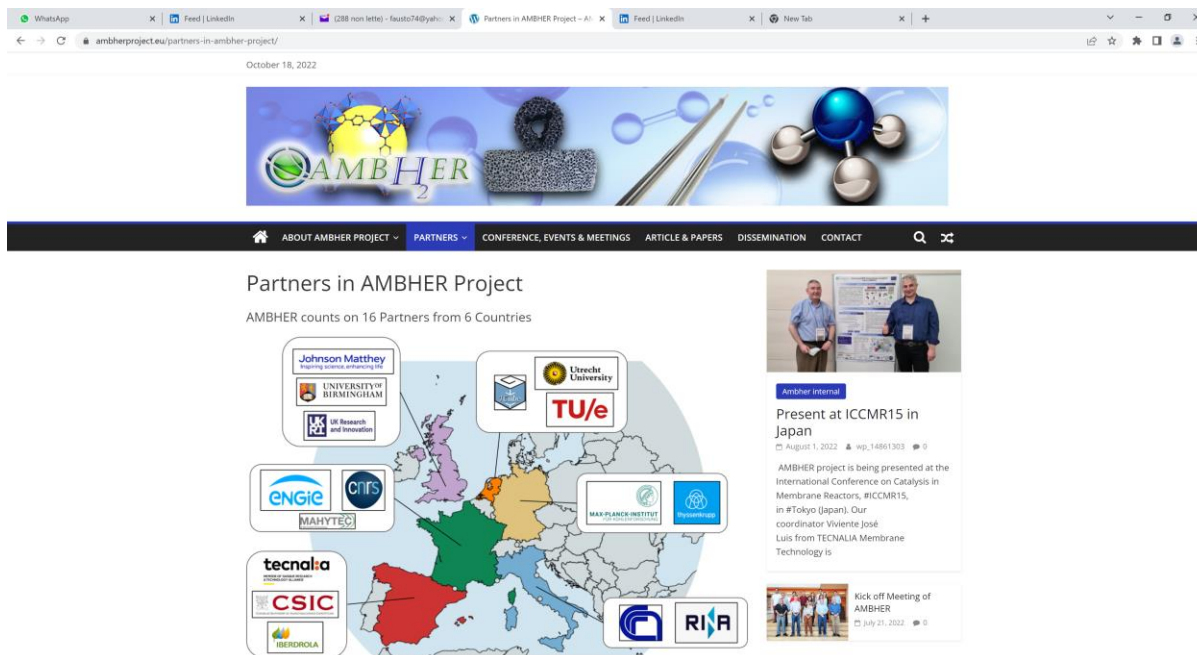 WhatsApp
Feed | LinkedIn
(288 non lette) - fausto74@yaho
Partners in AMBHER Project – A
Feed | LinkedIn
New Tab
ambherproject.eu/partners-in-ambher-project/
October 18, 2022
AMBH2ER
ABOUT AMBHER PROJECT
PARTNERS
CONFERENCE, EVENTS & MEETINGS
ARTICLE & PAPERS
DISSEMINATION
CONTACT
Partners in AMBHER Project
AMBHER counts on 16 Partners from 6 Countries
Johnson Matthey
Inspiring science, enhancing life
UNIVERSITY OF
BIRMINGHAM
UK
RI
UK Research
and Innovation
Utrecht
University
TU/e
ENGIE
cnrs
MAHYTEC
MAX-PLANCK-INSTITUT
FÜR KOHLENFORSCHUNG
thyssenkrupp
tecnalia
CSIC
IBERDROLA
RINA
Ambher internal
Present at ICCMR15 in
Japan
August 1, 2022 wp_14861303 0
AMBHER project is being presented at the
International Conference on Catalysis in
Membrane Reactors, #ICCMR15,
in #Tokyo (Japan). Our
coordinator Viviente José
Luis from TECNALIA Membrane
Technology is
Kick off Meeting of
AMBHER
July 21, 2022 0